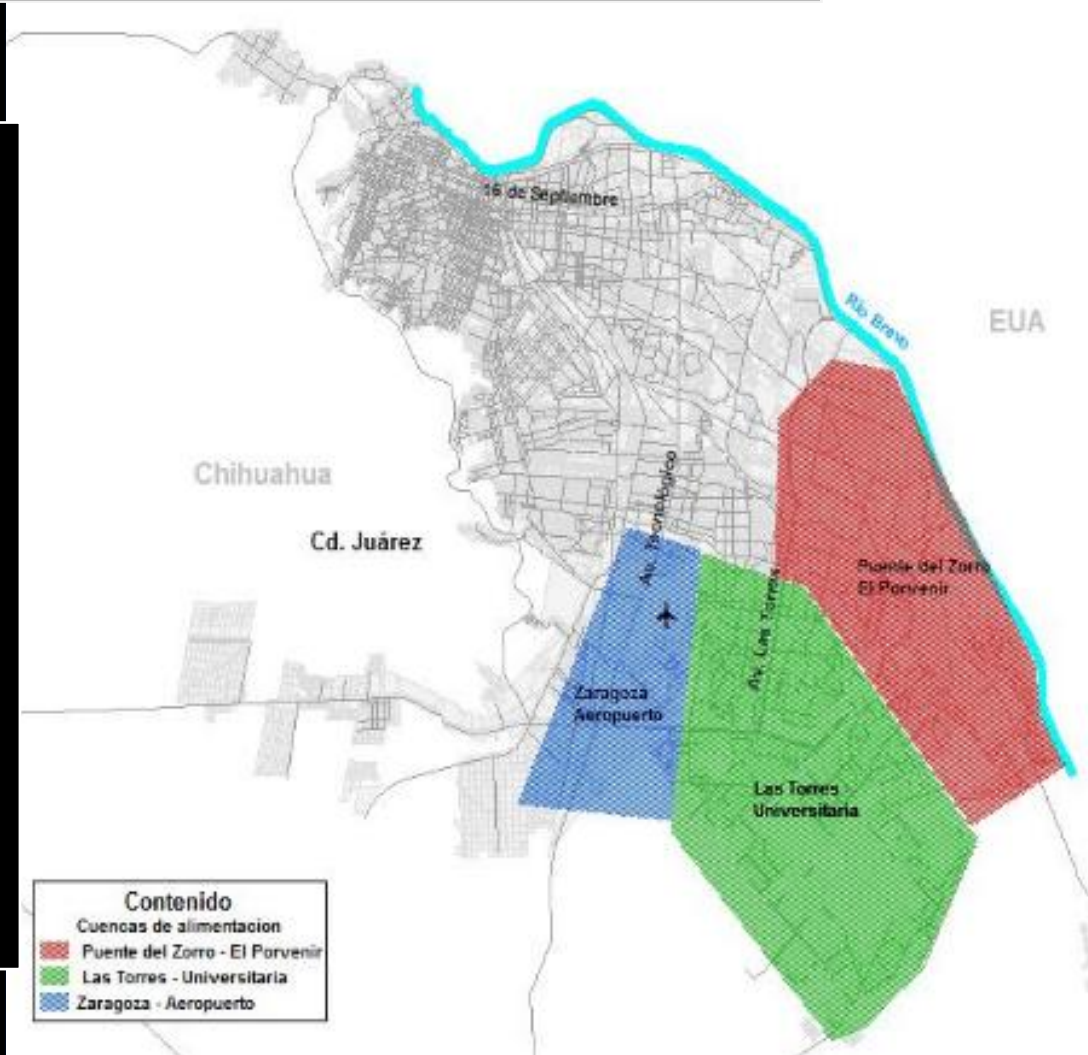 16 de Septiembre
Río Bravo
EUA
Av. Tecnológico
Chihuahua
Cd. Juárez
Puente del Zorro
El Porvenir
Av. Las Torres
Zaragoza
Aeropuerto
Las Torres
Universitaria
Contenido
Cuencas de alimentacion
Puente del Zorro - El Porvenir
Las Torres - Universitaria
Zaragoza - Aeropuerto